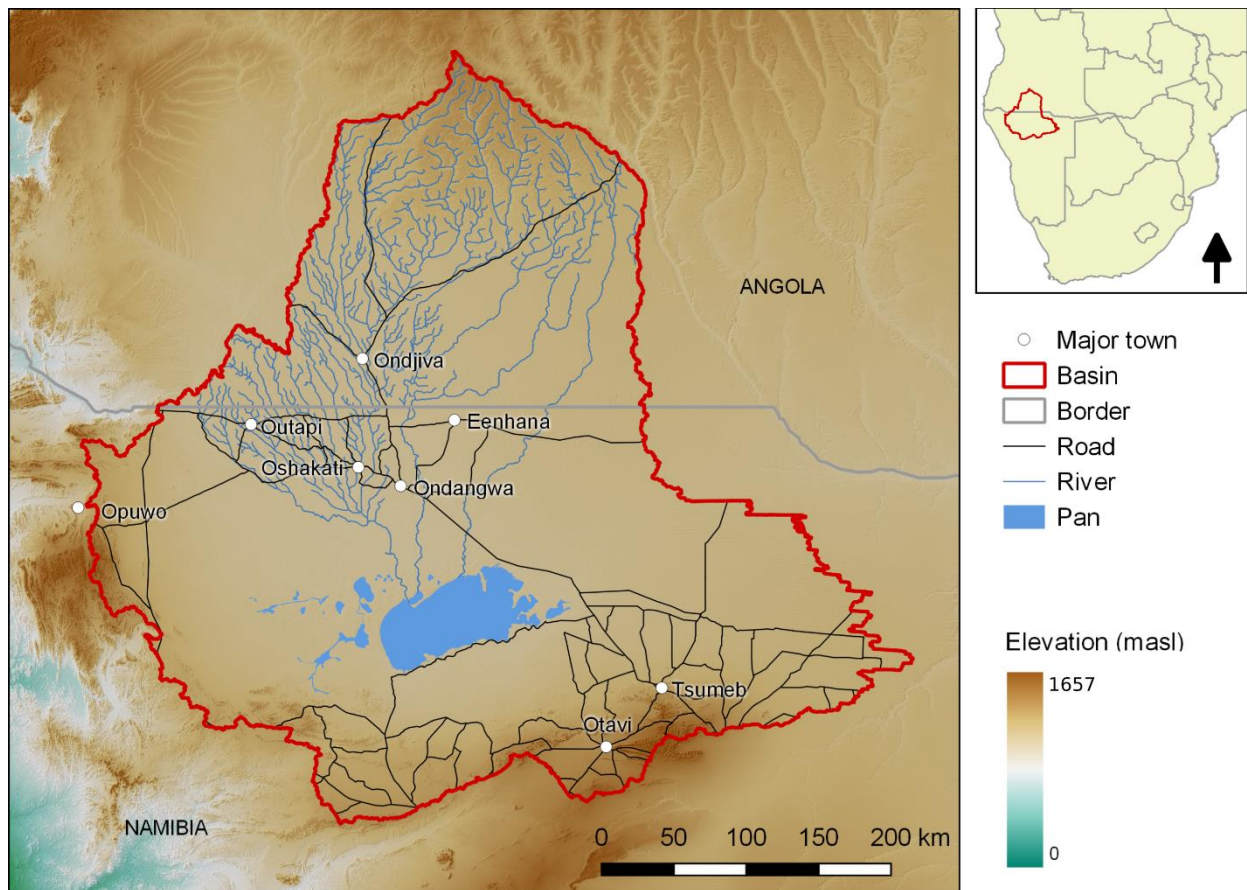 ANGOLA
Ondjiva
Outapi
Eenhana
Oshakati
Ondangwa
Opuwo
Tsumeb
Otavi
NAMIBIA
0 50 100 150 200 km
Major town
Basin
Border
Road
River
Pan
Elevation (masl)
1657
0